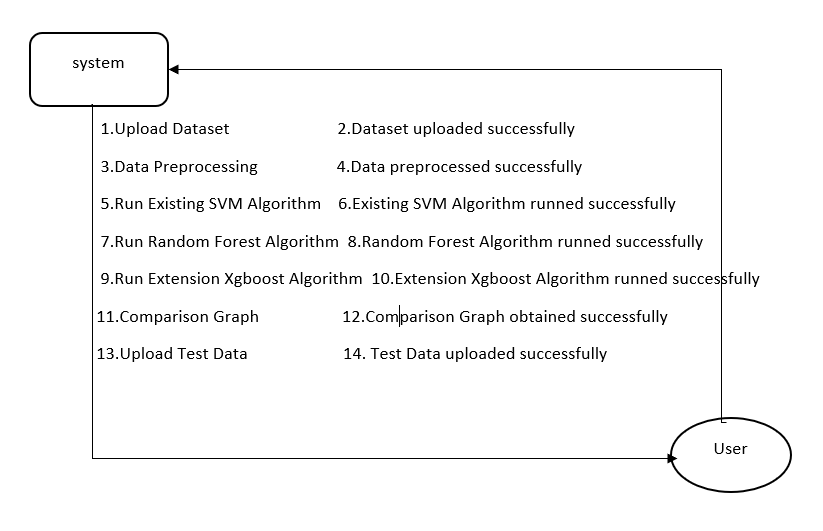 system
1.Upload Dataset 2.Dataset uploaded successfully
3.Data Preprocessing 4.Data preprocessed successfully
5.Run Existing SVM Algorithm 6.Existing SVM Algorithm runned successfully
7.Run Random Forest Algorithm 8.Random Forest Algorithm runned successfully
9.Run Extension Xgboost Algorithm 10.Extension Xgboost Algorithm runned successfully
11.Comparison Graph 12.Comparison Graph obtained successfully
13.Upload Test Data 14. Test Data uploaded successfully
User